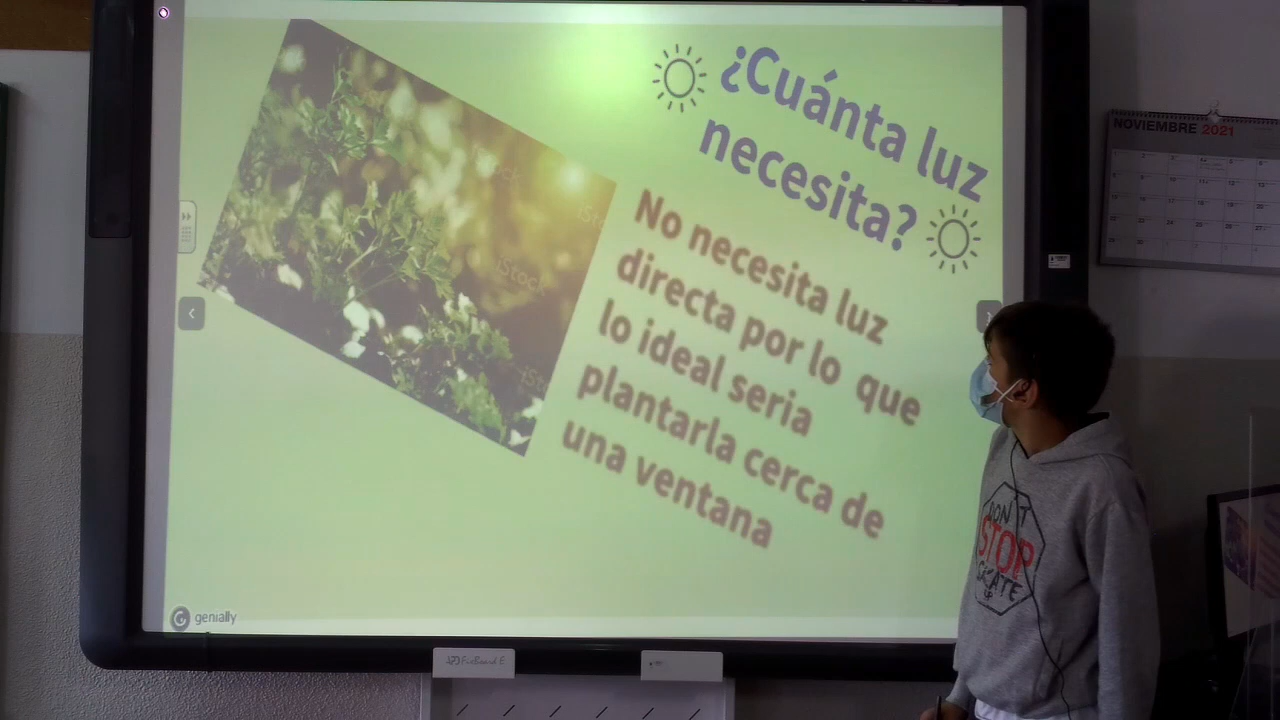 ¿Cuánta luz
necesita?
No necesita luz
directa por lo que
lo ideal seria
plantarla cerca de
una ventana
iStock
genially
NOVIEMBRE 2021
DON'T
STOP
SKATE